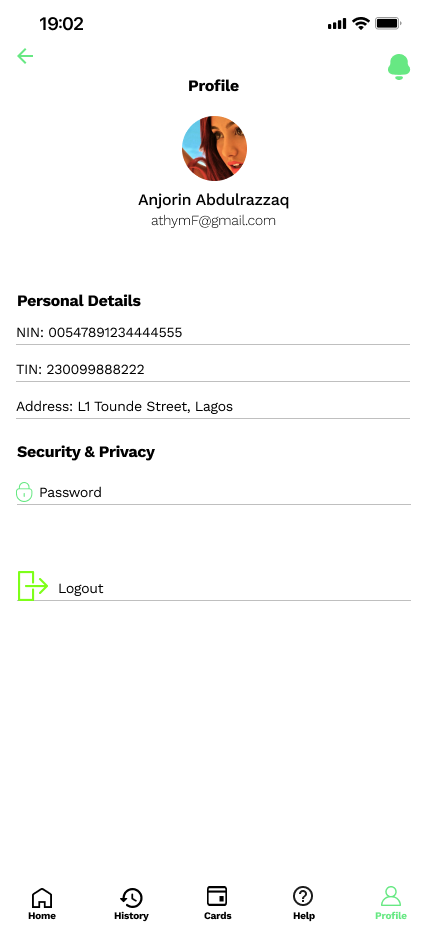 19:02
Profile
Anjorin Abdulrazzaq
athymF@gmail.com
Personal Details
NIN: 00547891234444555
TIN: 230099888222
Address: L1 Tounde Street, Lagos
Security & Privacy
Password
Logout
Home History Cards Help Profile